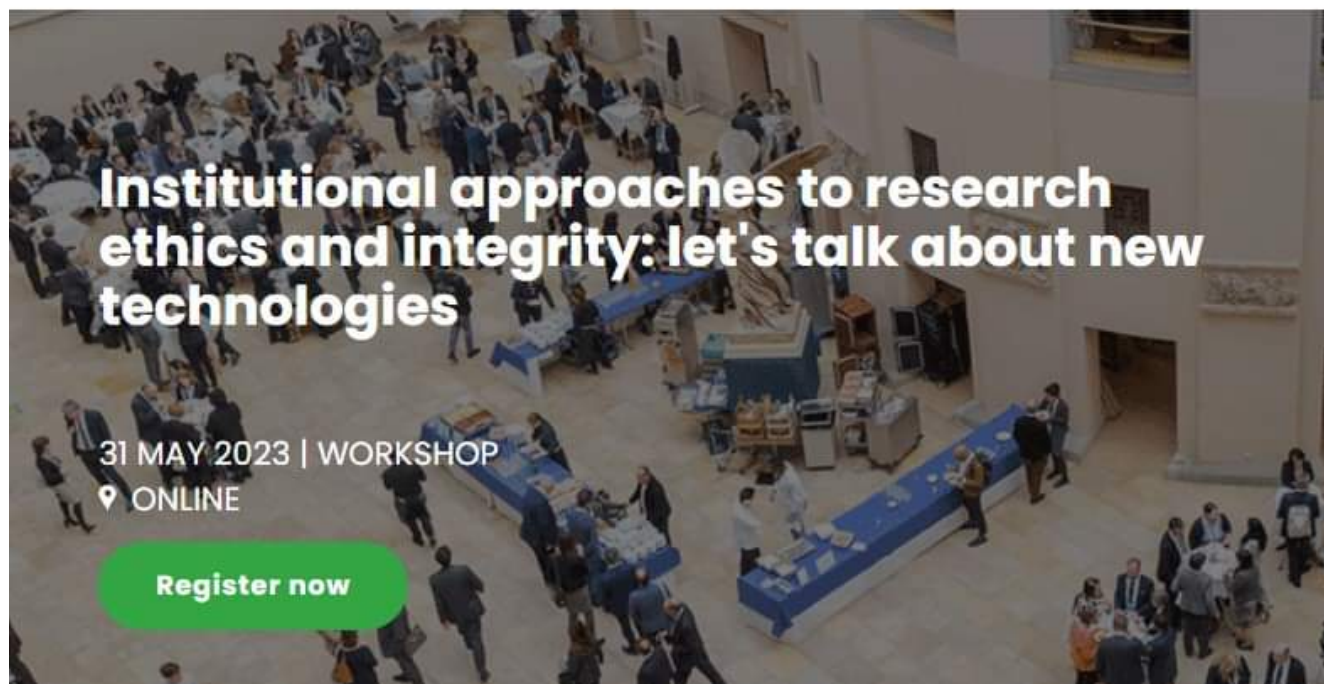 Institutional approaches to research
ethics and integrity: let's talk about new
technologies
31 MAY 2023 | WORKSHOP
ONLINE
Register now